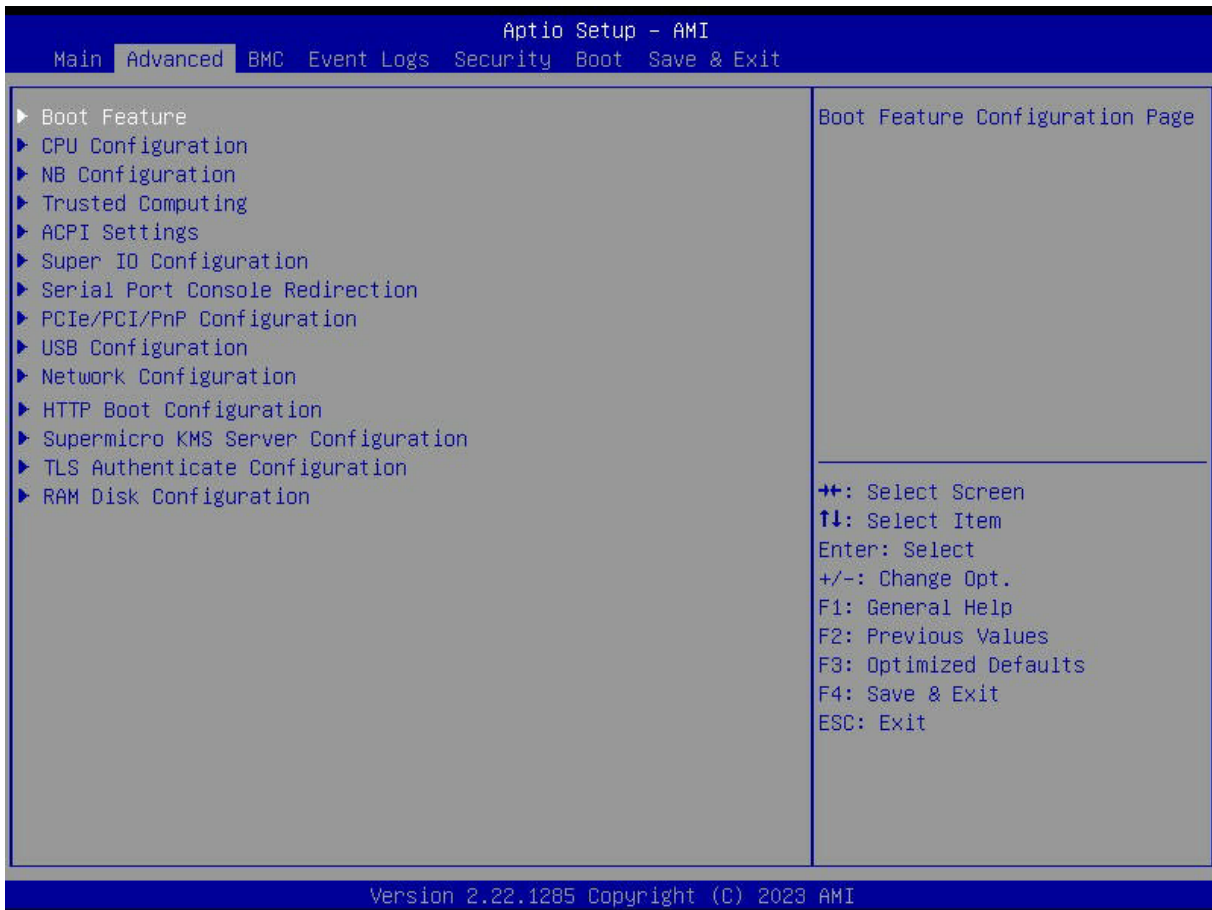 Aptio Setup – AMI
Main Advanced BMC Event Logs Security Boot Save & Exit
▶ Boot Feature
▶ CPU Configuration
▶ NB Configuration
▶ Trusted Computing
▶ ACPI Settings
▶ Super IO Configuration
▶ Serial Port Console Redirection
▶ PCIe/PCI/PnP Configuration
▶ USB Configuration
▶ Network Configuration
▶ HTTP Boot Configuration
▶ Supermicro KMS Server Configuration
▶ TLS Authenticate Configuration
▶ RAM Disk Configuration
Boot Feature Configuration Page
→←: Select Screen
↑↓: Select Item
Enter: Select
+/-: Change Opt.
F1: General Help
F2: Previous Values
F3: Optimized Defaults
F4: Save & Exit
ESC: Exit
Version 2.22.1285 Copyright (C) 2023 AMI